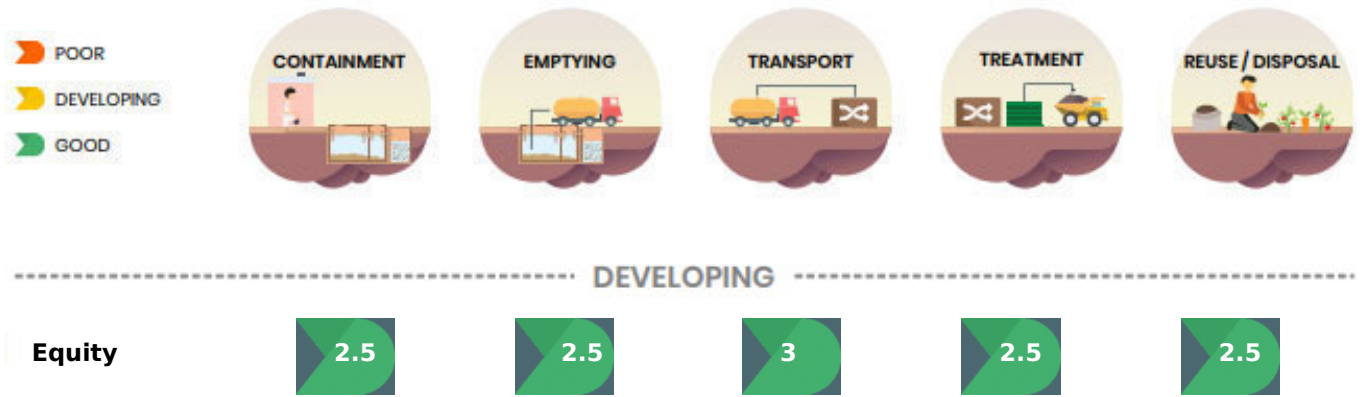 POOR
DEVELOPING
GOOD
CONTAINMENT
EMPTYING
TRANSPORT
TREATMENT
REUSE / DISPOSAL
DEVELOPING
Equity 2.5 2.5 3 2.5 2.5